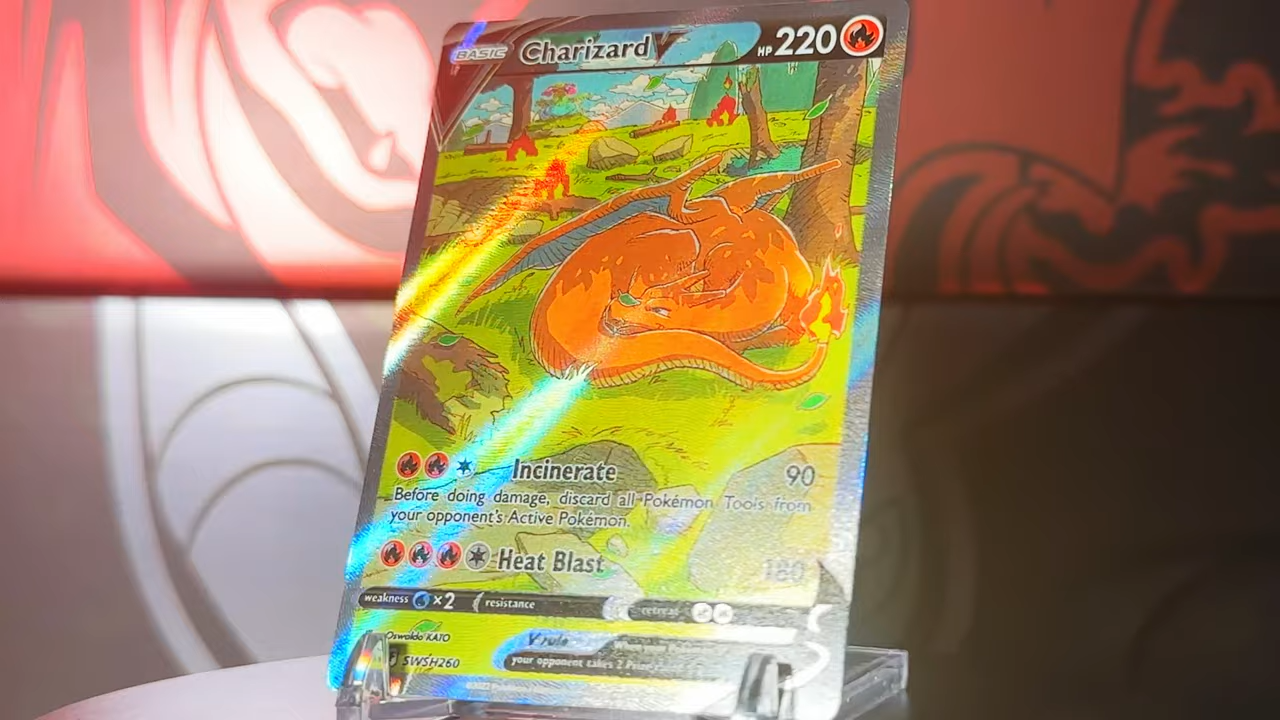 BASIC Charizard V HP 220
Incinerate 90
Before doing damage, discard all Pokémon Tools from
your opponent's Active Pokémon.
Heat Blast 180
weakness ×2 resistance retreat
Oswaldo KATO V rule
SWSH260 your opponent takes 2 Prize